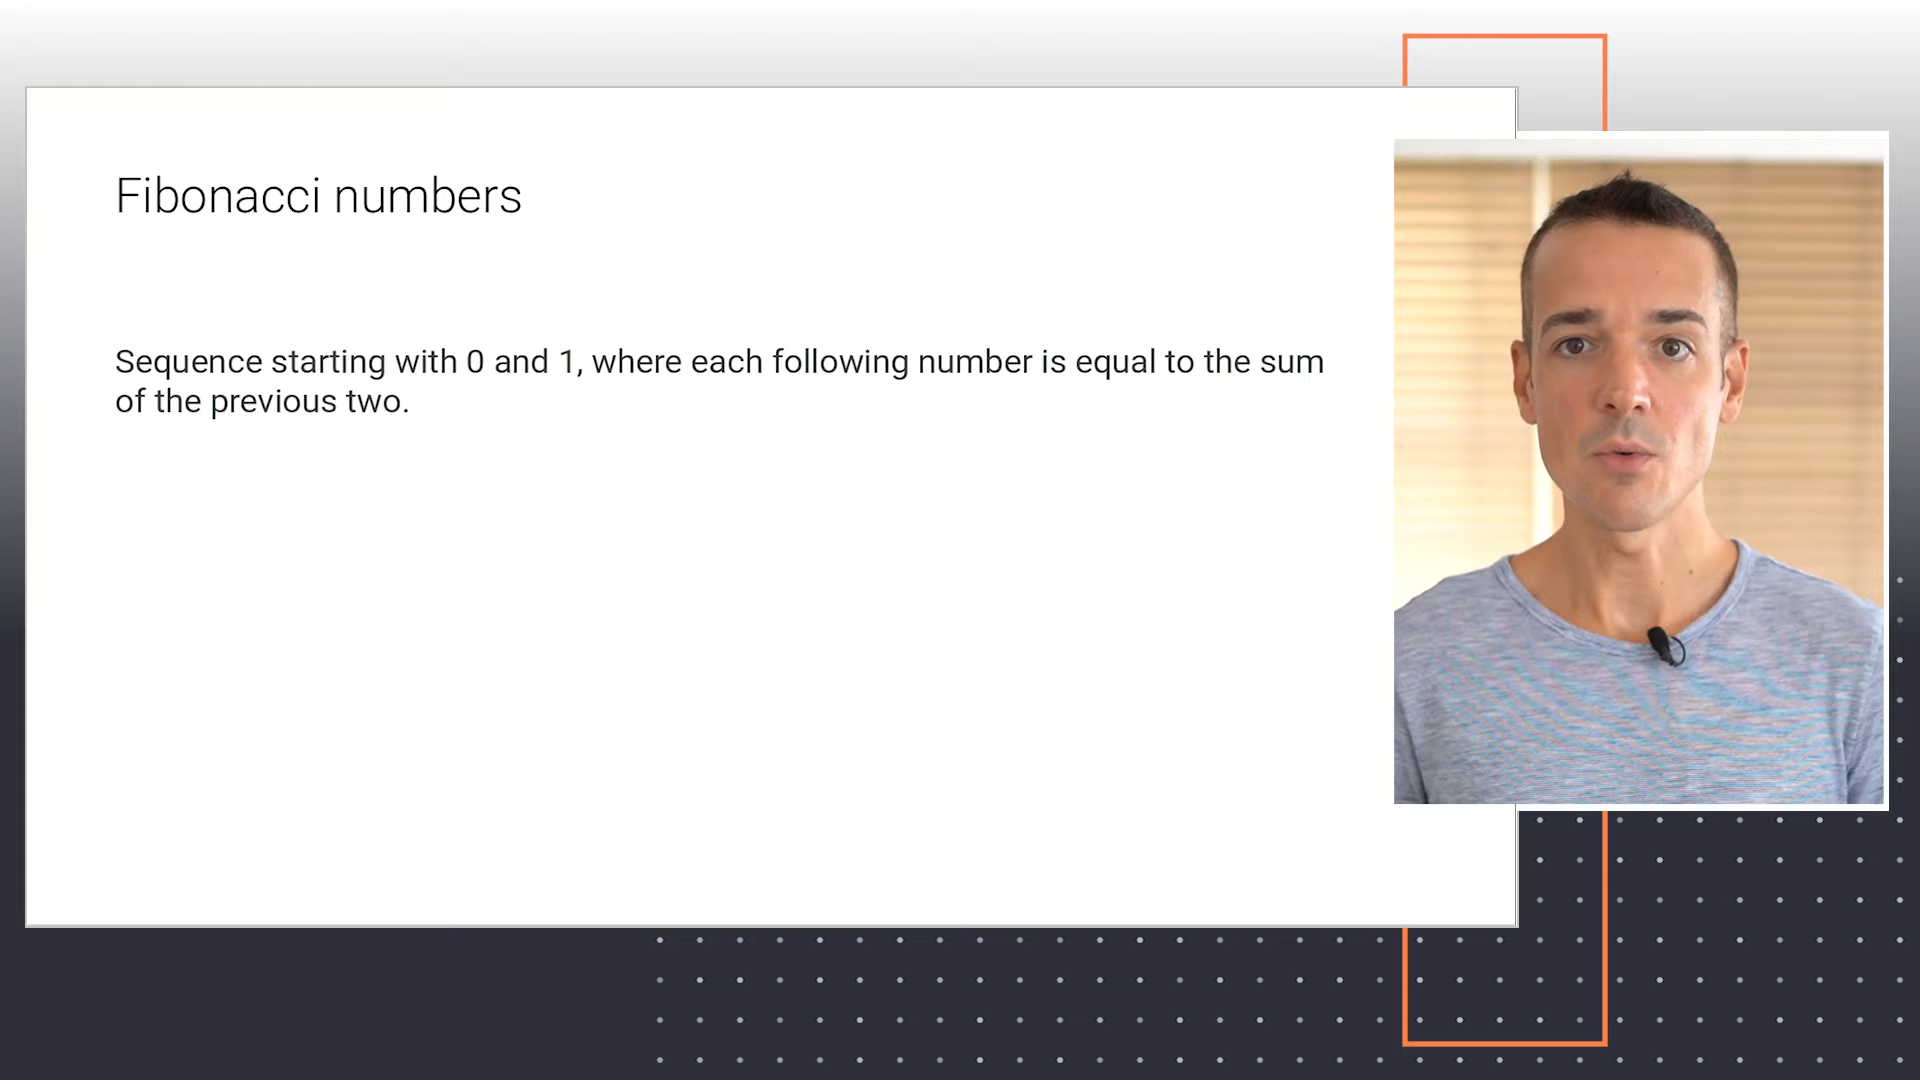 Fibonacci numbers
Sequence starting with 0 and 1, where each following number is equal to the sum
of the previous two.